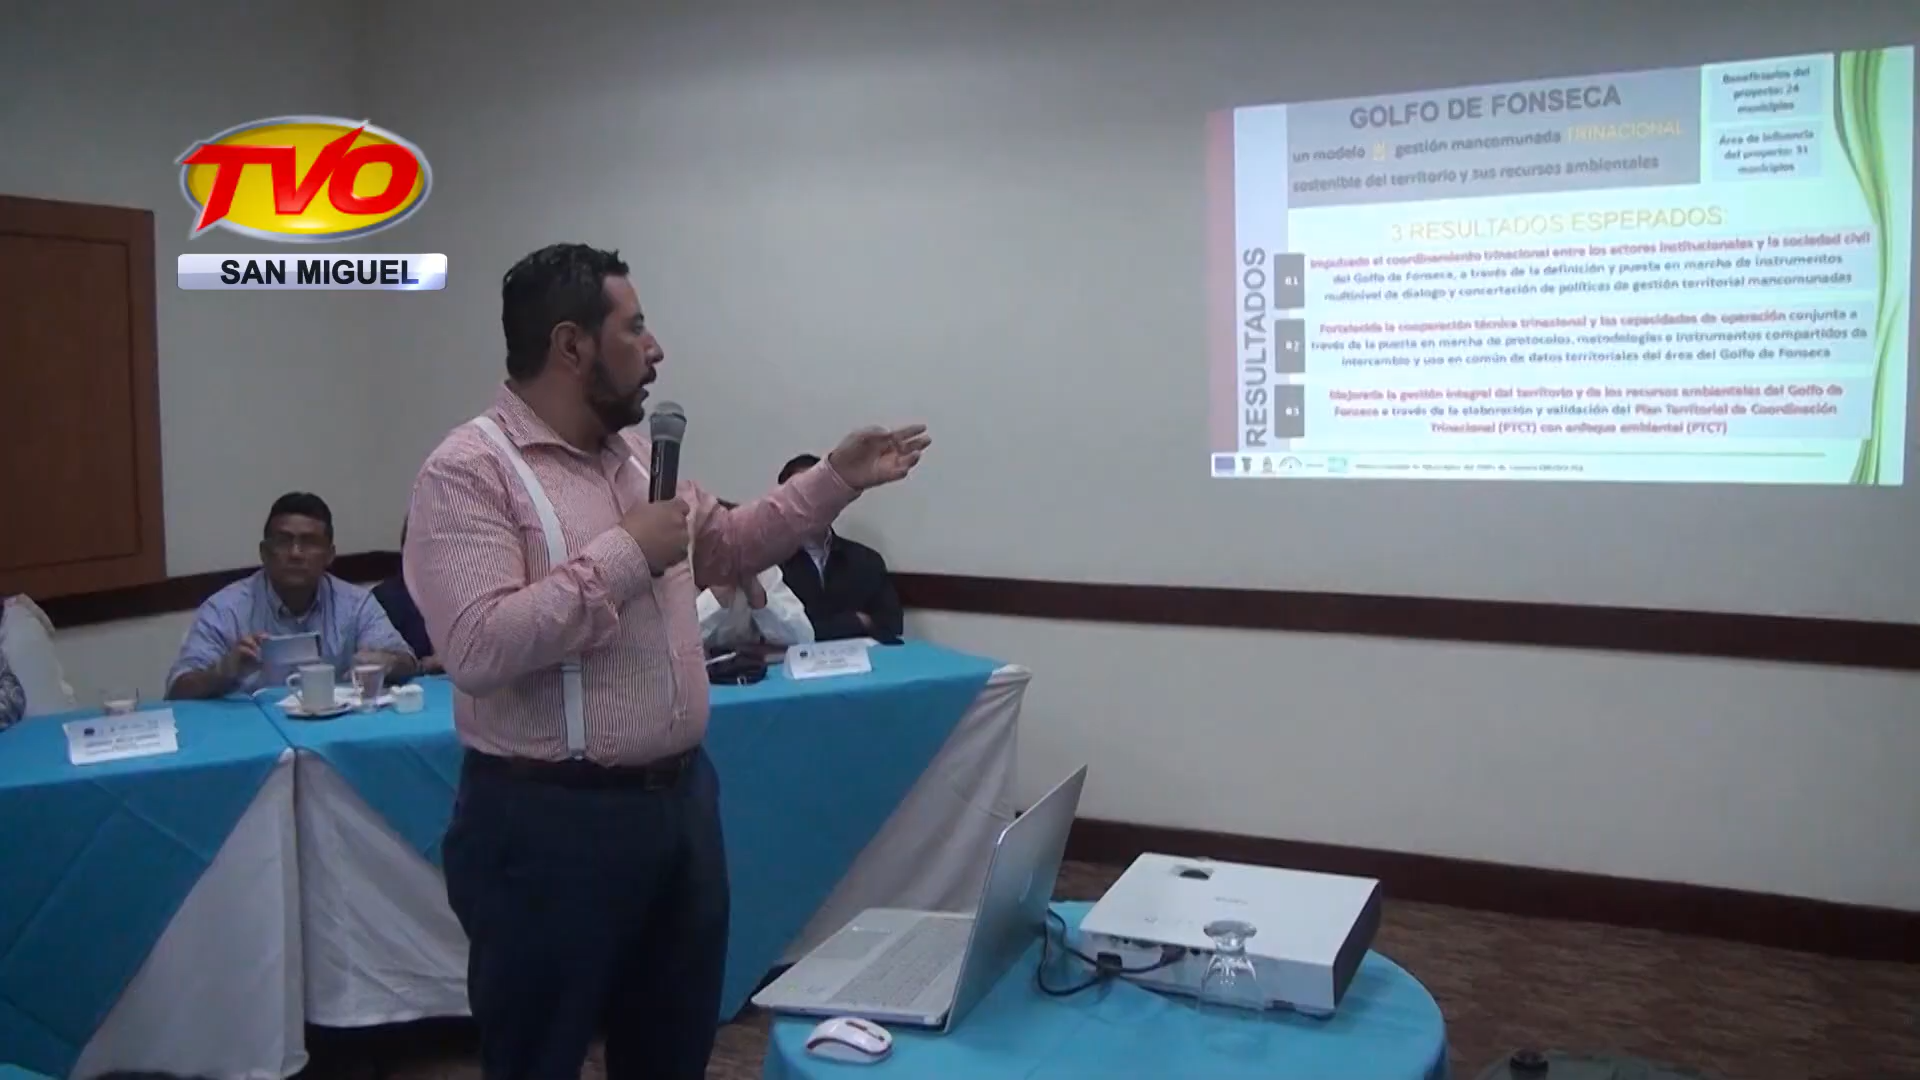 TVO
SAN MIGUEL
GOLFO DE FONSECA
un modelo gestión mancomunada TRINACIONAL
sostenible del territorio y sus recursos ambientales
Beneficiarios del
proyecto: 24
municipios
Área de influencia
del proyecto: 31
municipios
RESULTADOS
3 RESULTADOS ESPERADOS:
R1
Impulsado el coordinamiento trinacional entre los actores institucionales y la sociedad civil
del Golfo de Fonseca, a través de la definición y puesta en marcha de instrumentos
multinivel de dialogo y concertación de políticas de gestión territorial mancomunadas
R2
Fortalecida la cooperación técnica trinacional y las capacidades de operación conjunta a
través de la puesta en marcha de protocolos, metodologías e instrumentos compartidos de
intercambio y uso en común de datos territoriales del área del Golfo de Fonseca
R3
Mejorada la gestión integral del territorio y de los recursos ambientales del Golfo de
Fonseca a través de la elaboración y validación del Plan Territorial de Coordinación
Trinacional (PTCT) con enfoque ambiental (PTCT)